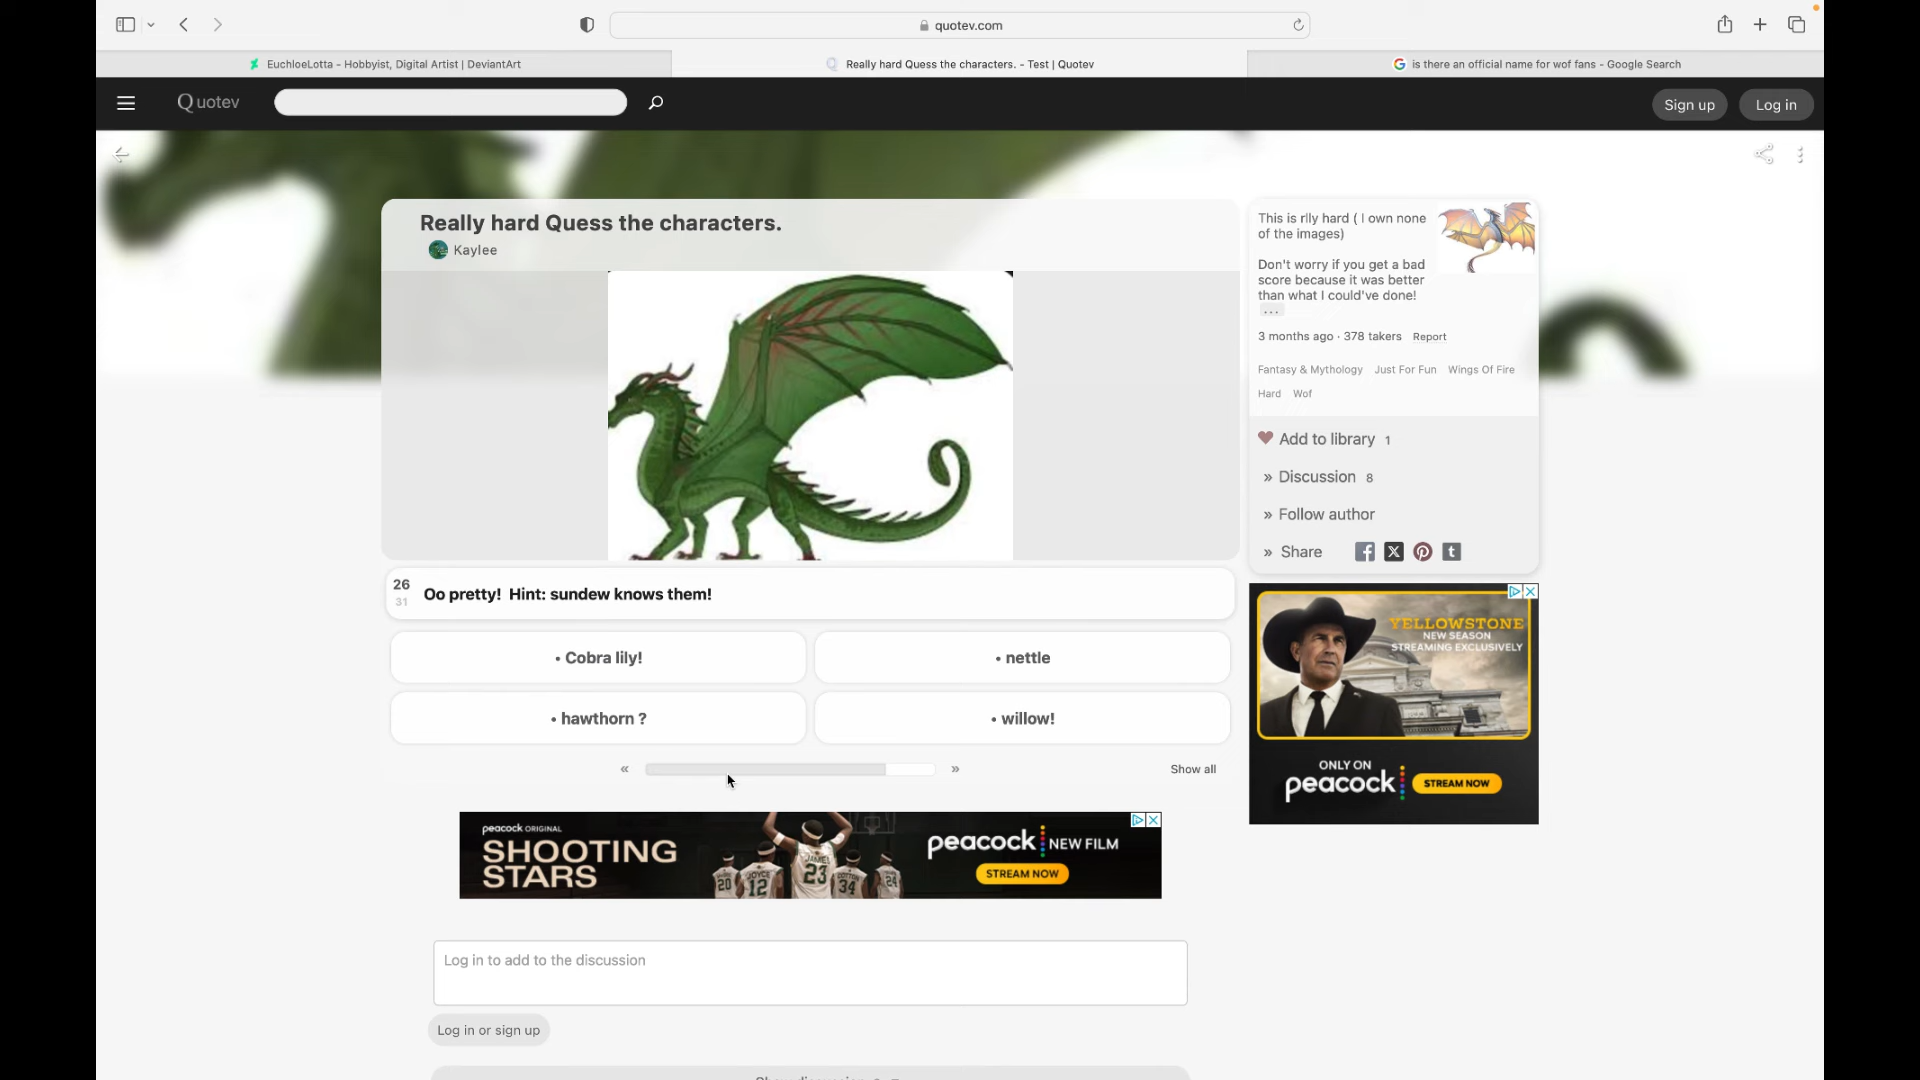 quotev.com
EuchloeLotta - Hobbyist, Digital Artist | DeviantArt
Really hard Quess the characters. - Test | Quotev
is there an official name for wof fans - Google Search
Quotev
Sign up
Log in
Really hard Quess the characters.
Kaylee
This is rlly hard ( I own none
of the images)
Don't worry if you get a bad
score because it was better
than what I could've done!
...
3 months ago · 378 takers Report
Fantasy & Mythology Just For Fun Wings Of Fire
Hard Wof
Add to library 1
» Discussion 8
» Follow author
» Share
26
31
Oo pretty! Hint: sundew knows them!
• Cobra lily!
• nettle
• hawthorn ?
• willow!
«
»
Show all
YELLOWSTONE
NEW SEASON
STREAMING EXCLUSIVELY
ONLY ON
peacock
STREAM NOW
peacock ORIGINAL
SHOOTING
STARS
peacock NEW FILM
STREAM NOW
Log in to add to the discussion
Log in or sign up